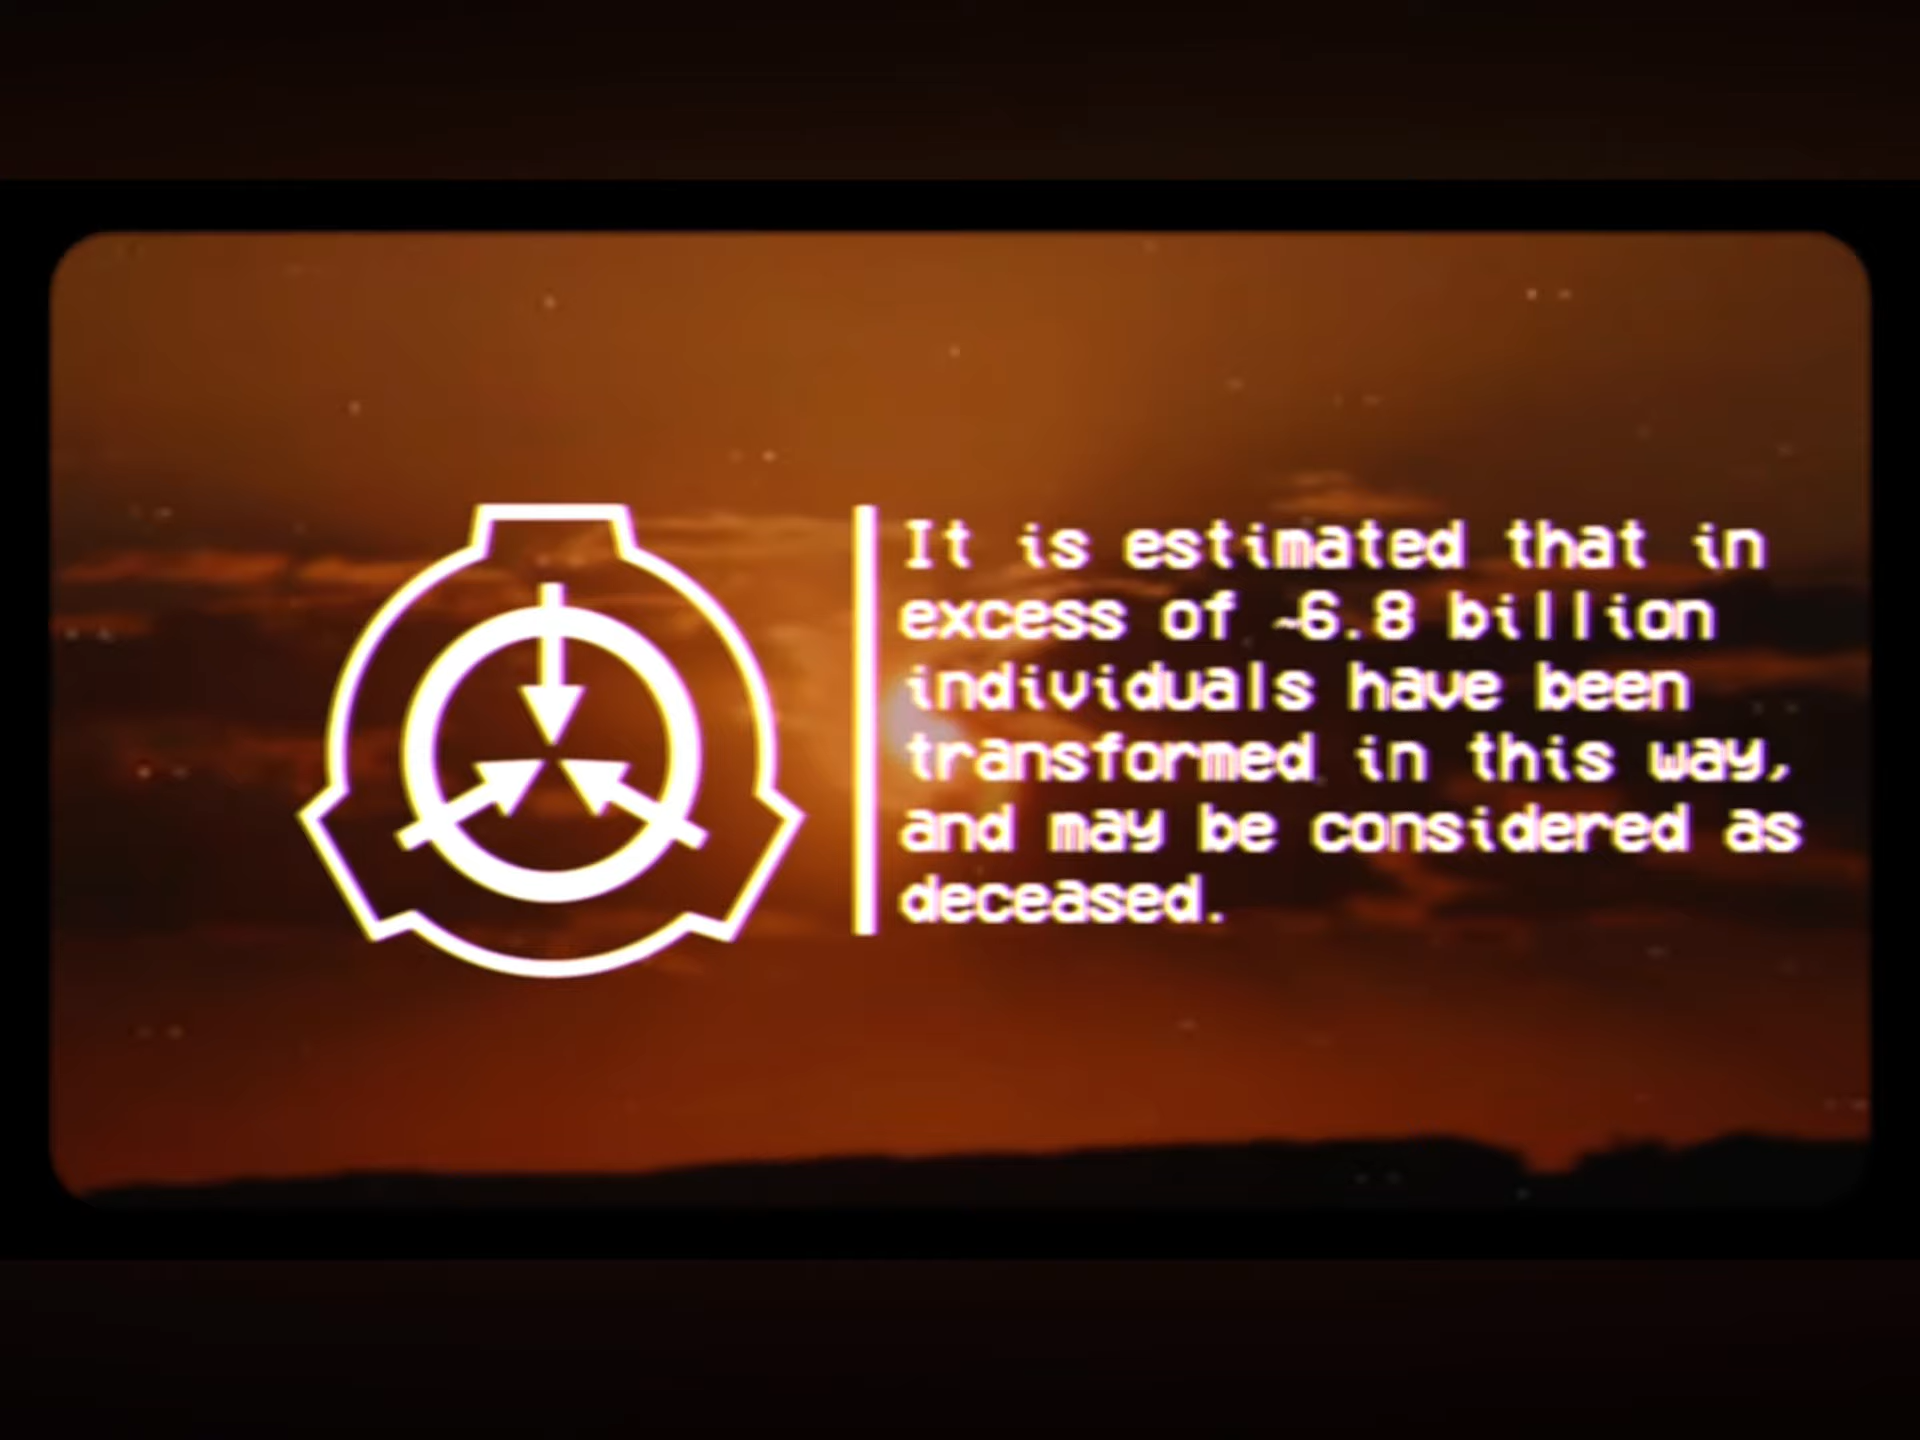 It is estimated that in
excess of ~6.8 billion
individuals have been
transformed in this way,
and may be considered as
deceased.